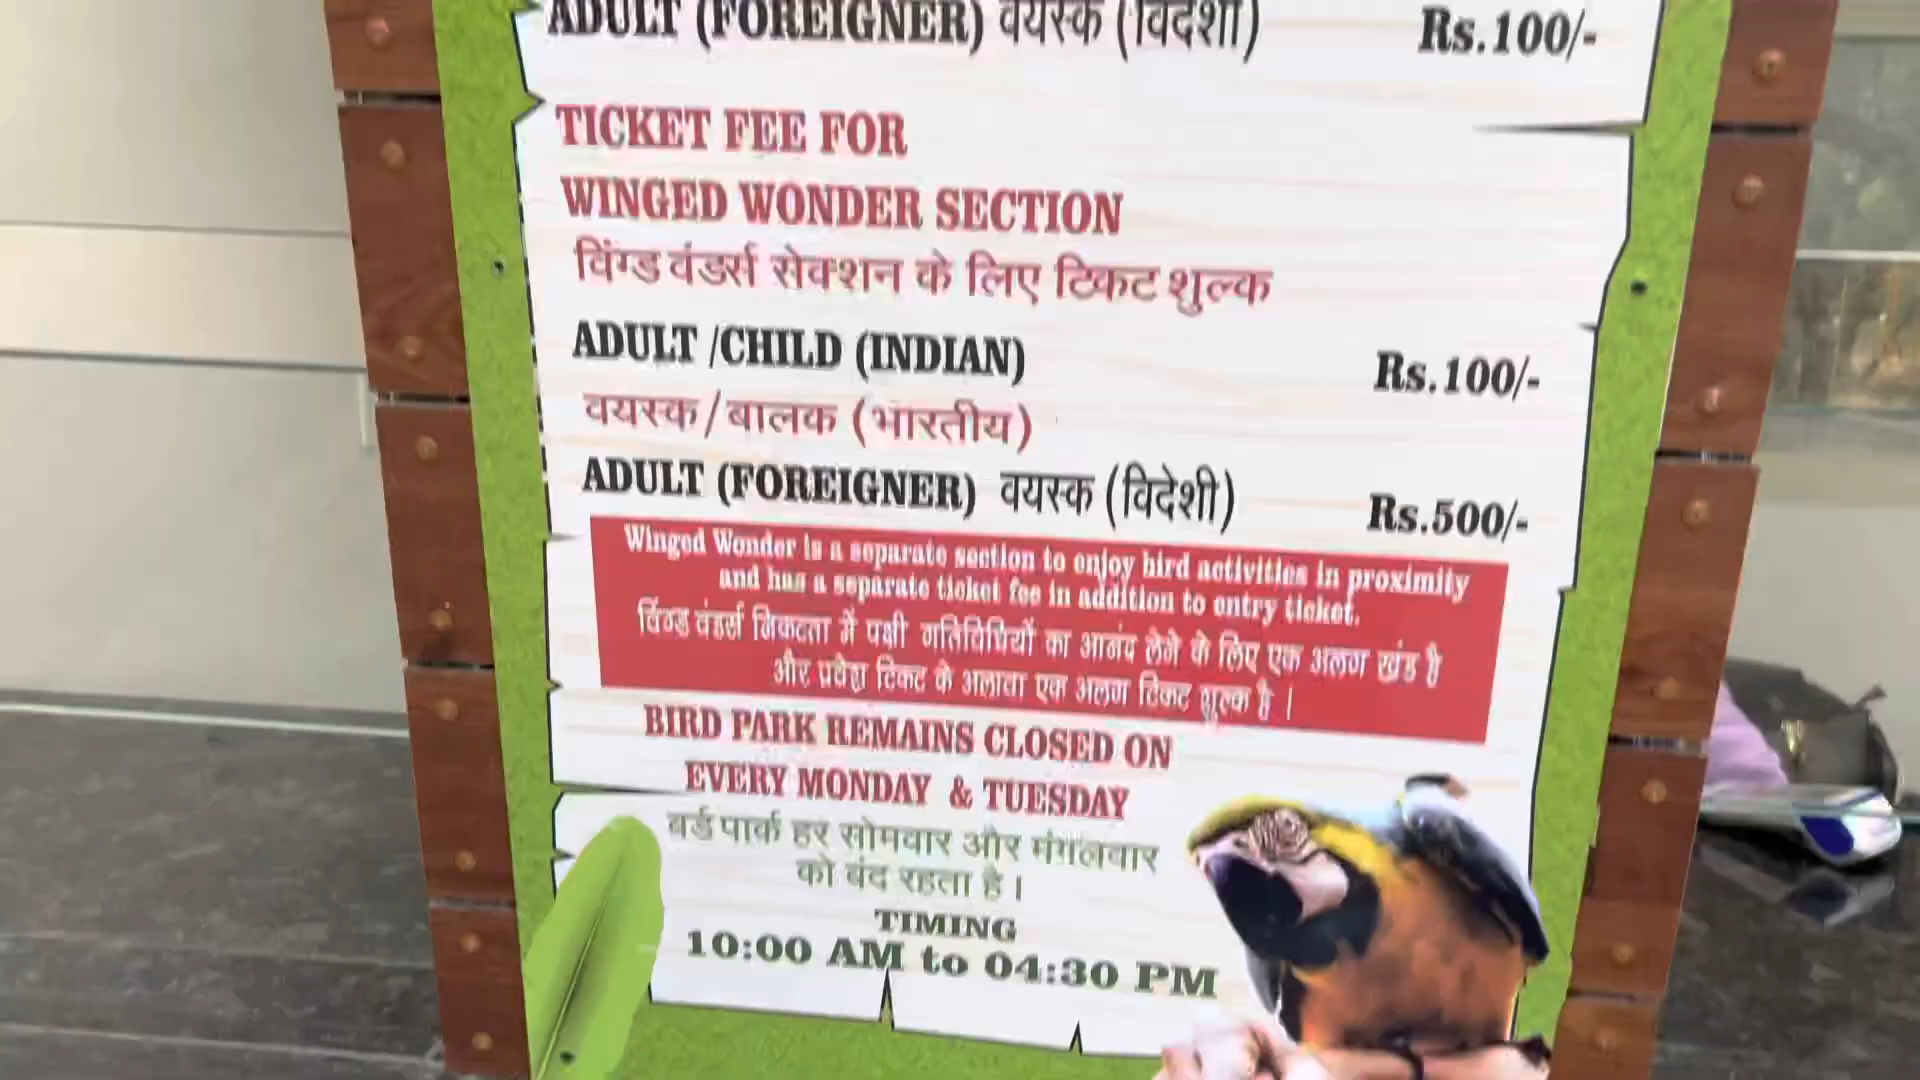 ADULT (FOREIGNER) वयस्क (विदेशी) Rs.100/-
TICKET FEE FOR
WINGED WONDER SECTION
विंग्ड वंडर्स सेक्शन के लिए टिकट शुल्क
ADULT /CHILD (INDIAN) Rs.100/-
वयस्क/बालक (भारतीय)
ADULT (FOREIGNER) वयस्क (विदेशी) Rs.500/-
Winged Wonder is a separate section to enjoy bird activities in proximity
and has a separate ticket fee in addition to entry ticket.
विंग्ड वंडर्स निकटता में पक्षी गतिविधियों का आनंद लेने के लिए एक अलग खंड है
और प्रवेश टिकट के अलावा एक अलग टिकट शुल्क है।
BIRD PARK REMAINS CLOSED ON
EVERY MONDAY & TUESDAY
बर्ड पार्क हर सोमवार और मंगलवार
को बंद रहता है।
TIMING
10:00 AM to 04:30 PM